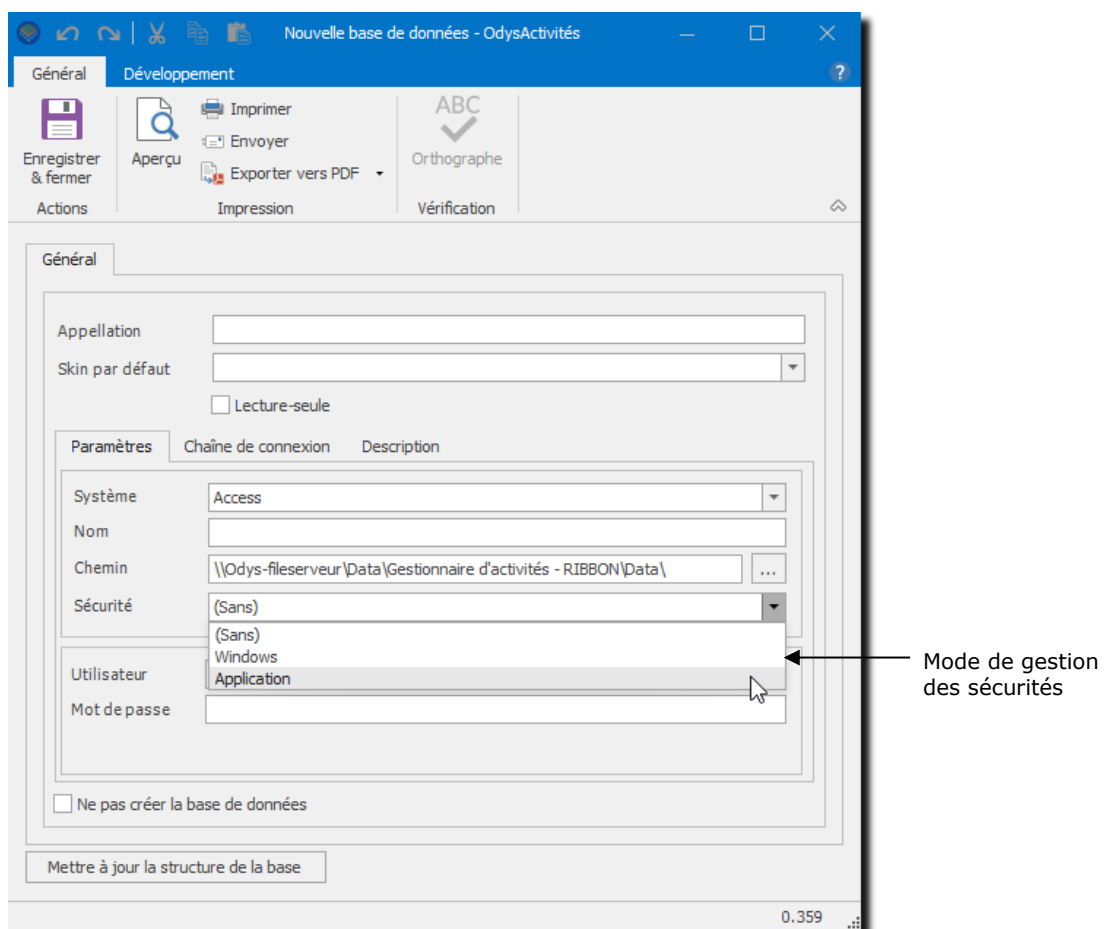 Nouvelle base de données - OdysActivités
Général Développement
?
Enregistrer
& fermer
Aperçu
Imprimer
Envoyer
Exporter vers PDF
ABC
Orthographe
Actions Impression Vérification
Général
Appellation
Skin par défaut
Lecture-seule
Paramètres Chaîne de connexion Description
Système Access
Nom
Chemin \\Odys-fileserveur\Data\Gestionnaire d'activités - RIBBON\Data\ ...
Sécurité (Sans)
(Sans)
Windows
Utilisateur Application
Mot de passe
Mode de gestion
des sécurités
Ne pas créer la base de données
Mettre à jour la structure de la base
0.359